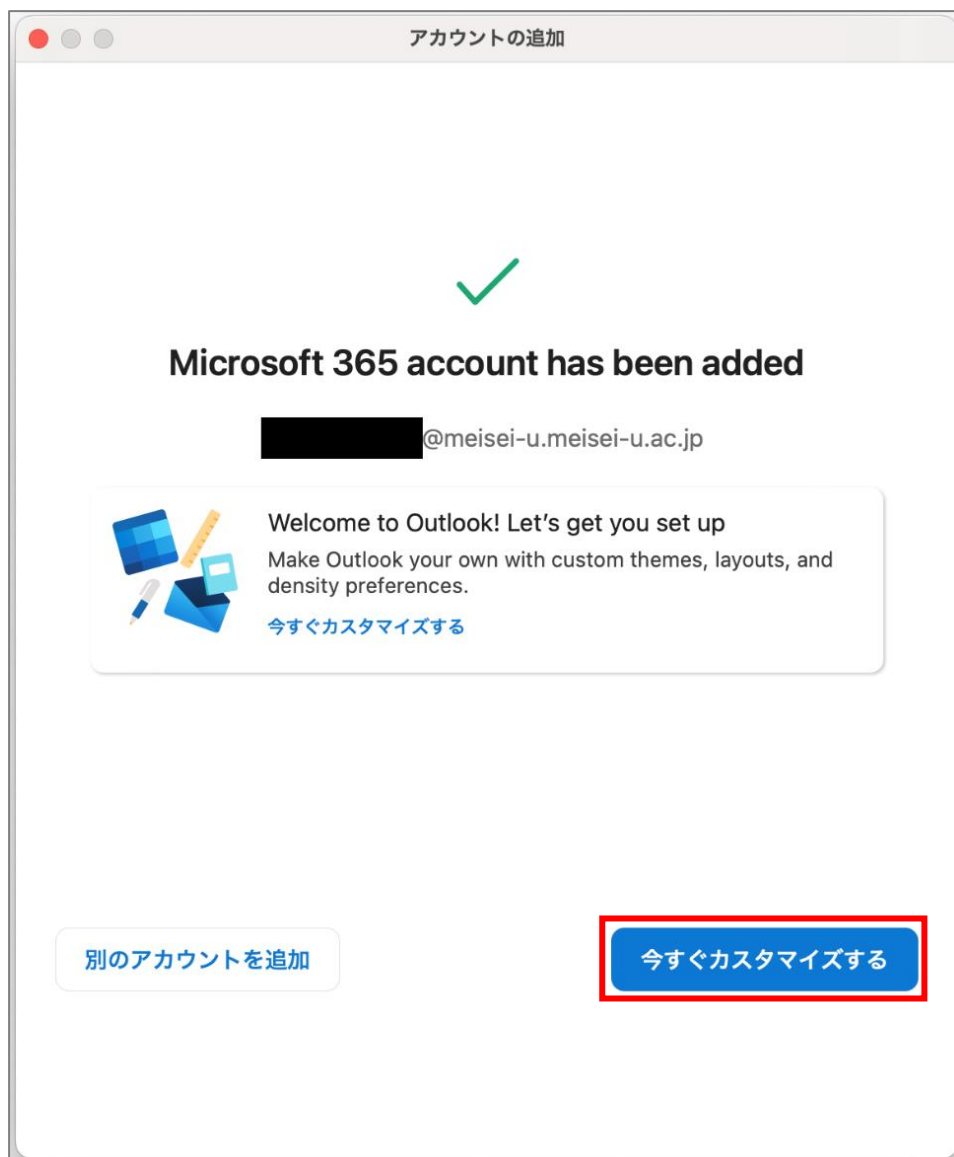 アカウントの追加
Microsoft 365 account has been added
@meisei-u.meisei-u.ac.jp
Welcome to Outlook! Let's get you set up
Make Outlook your own with custom themes, layouts, and
density preferences.
今すぐカスタマイズする
別のアカウントを追加
今すぐカスタマイズする